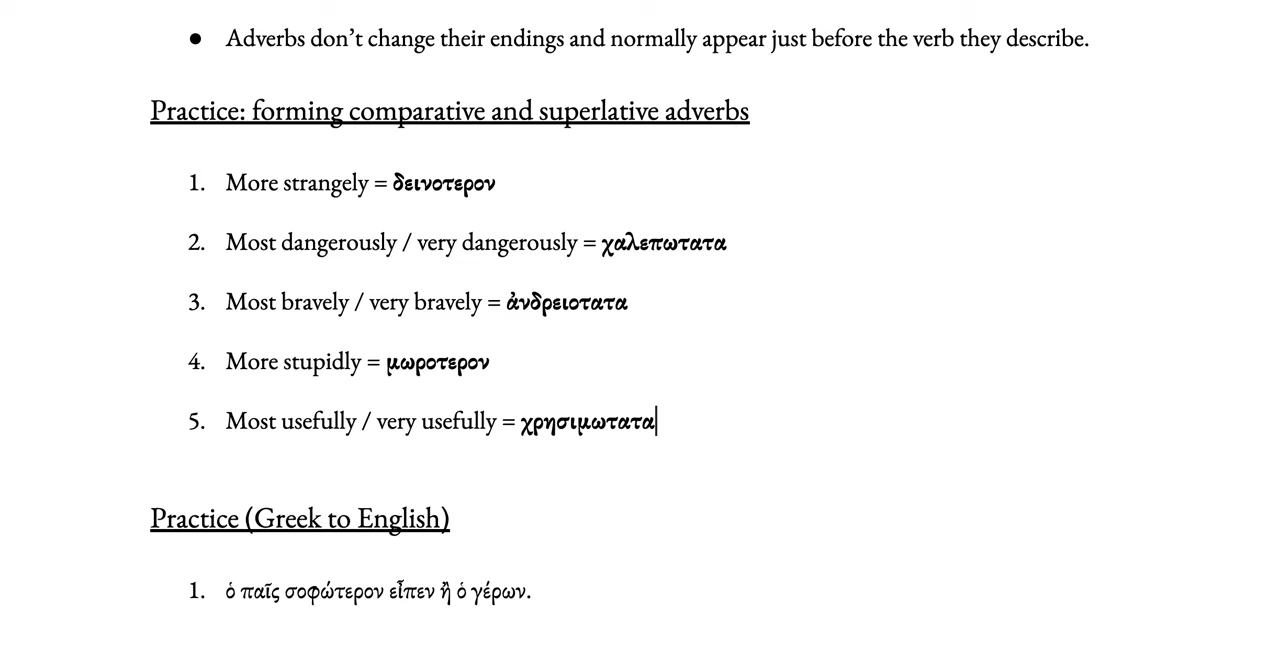 ● Adverbs don’t change their endings and normally appear just before the verb they describe.
Practice: forming comparative and superlative adverbs
1. More strangely = δεινοτερον
2. Most dangerously / very dangerously = χαλεπωτατα
3. Most bravely / very bravely = ἀνδρειοτατα
4. More stupidly = μωροτερον
5. Most usefully / very usefully = χρησιμωτατα
Practice (Greek to English)
1. ὁ παῖς σοφώτερον εἶπεν ἢ ὁ γέρων.